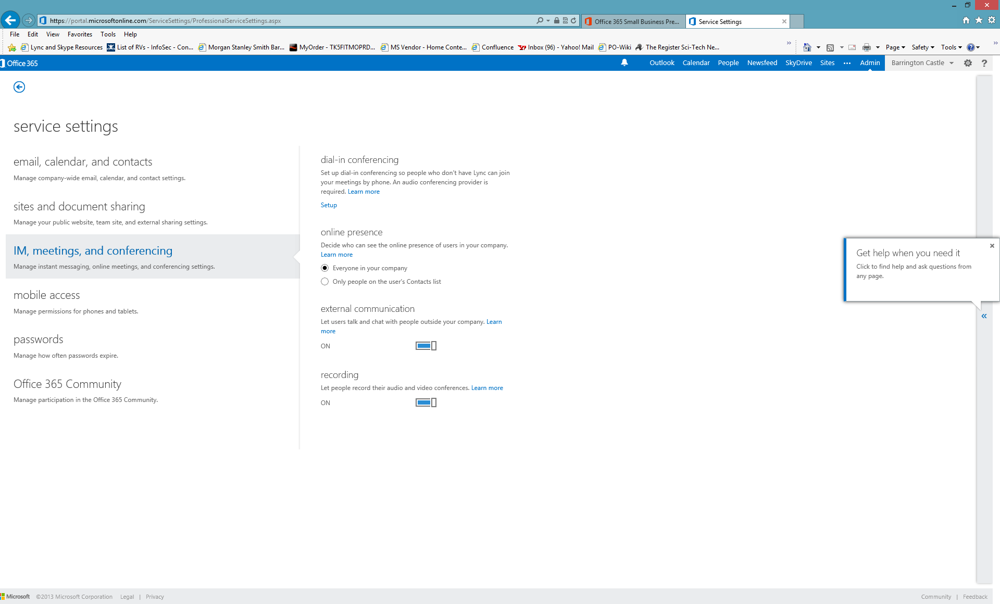 https://portal.microsoftonline.com/ServiceSettings/ProfessionalServiceSettings.aspx
Office 365 Small Business Pre...
Service Settings
File Edit View Favorites Tools Help
Lync and Skype Resources List of RVs - InfoSec - Con... Morgan Stanley Smith Bar... MyOrder - TK5FITMOPRD... MS Vendor - Home Conte... Confluence Inbox (96) - Yahoo! Mail PO-Wiki The Register Sci-Tech Ne... Page Safety Tools
Office 365 Outlook Calendar People Newsfeed SkyDrive Sites ... Admin Barrington Castle ?
service settings
email, calendar, and contacts
Manage company-wide email, calendar, and contact settings.
sites and document sharing
Manage your public website, team site, and external sharing settings.
IM, meetings, and conferencing
Manage instant messaging, online meetings, and conferencing settings.
mobile access
Manage permissions for phones and tablets.
passwords
Manage how often passwords expire.
Office 365 Community
Manage participation in the Office 365 Community.
dial-in conferencing
Set up dial-in conferencing so people who don't have Lync can join
your meetings by phone. An audio conferencing provider is
required. Learn more
Setup
online presence
Decide who can see the online presence of users in your company.
Learn more
Everyone in your company
Only people on the user's Contacts list
external communication
Let users talk and chat with people outside your company. Learn
more
ON
recording
Let people record their audio and video conferences. Learn more
ON
Get help when you need it
Click to find help and ask questions from
any page.
Microsoft ©2013 Microsoft Corporation Legal | Privacy
Community | Feedback